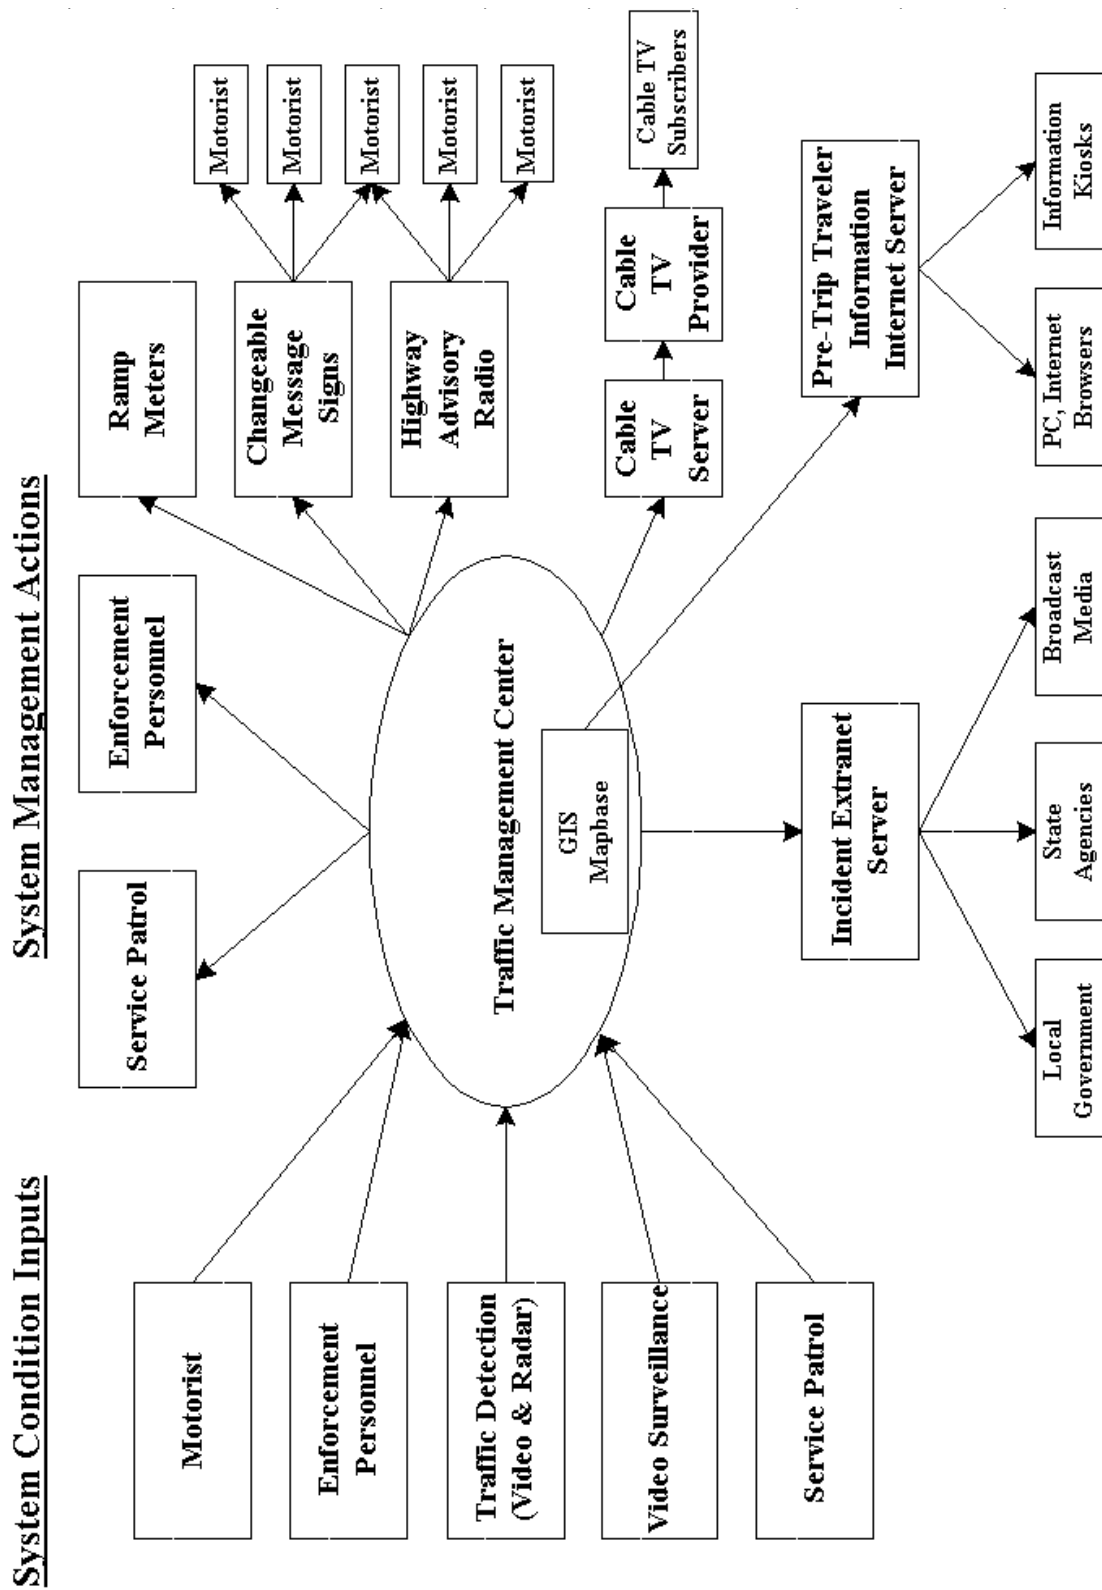 System Condition Inputs
System Management Actions
Motorist
Enforcement
Personnel
Traffic Detection
(Video & Radar)
Video Surveillance
Service Patrol
Service Patrol
Enforcement
Personnel
Ramp
Meters
Changeable
Message
Signs
Highway
Advisory
Radio
Motorist
Motorist
Motorist
Motorist
Motorist
Traffic Management Center
GIS
Mapbase
Cable
TV
Server
Cable
TV
Provider
Cable TV
Subscribers
Incident Extranet
Server
Pre-Trip Traveler
Information
Internet Server
Local
Government
State
Agencies
Broadcast
Media
PC, Internet
Browsers
Information
Kiosks